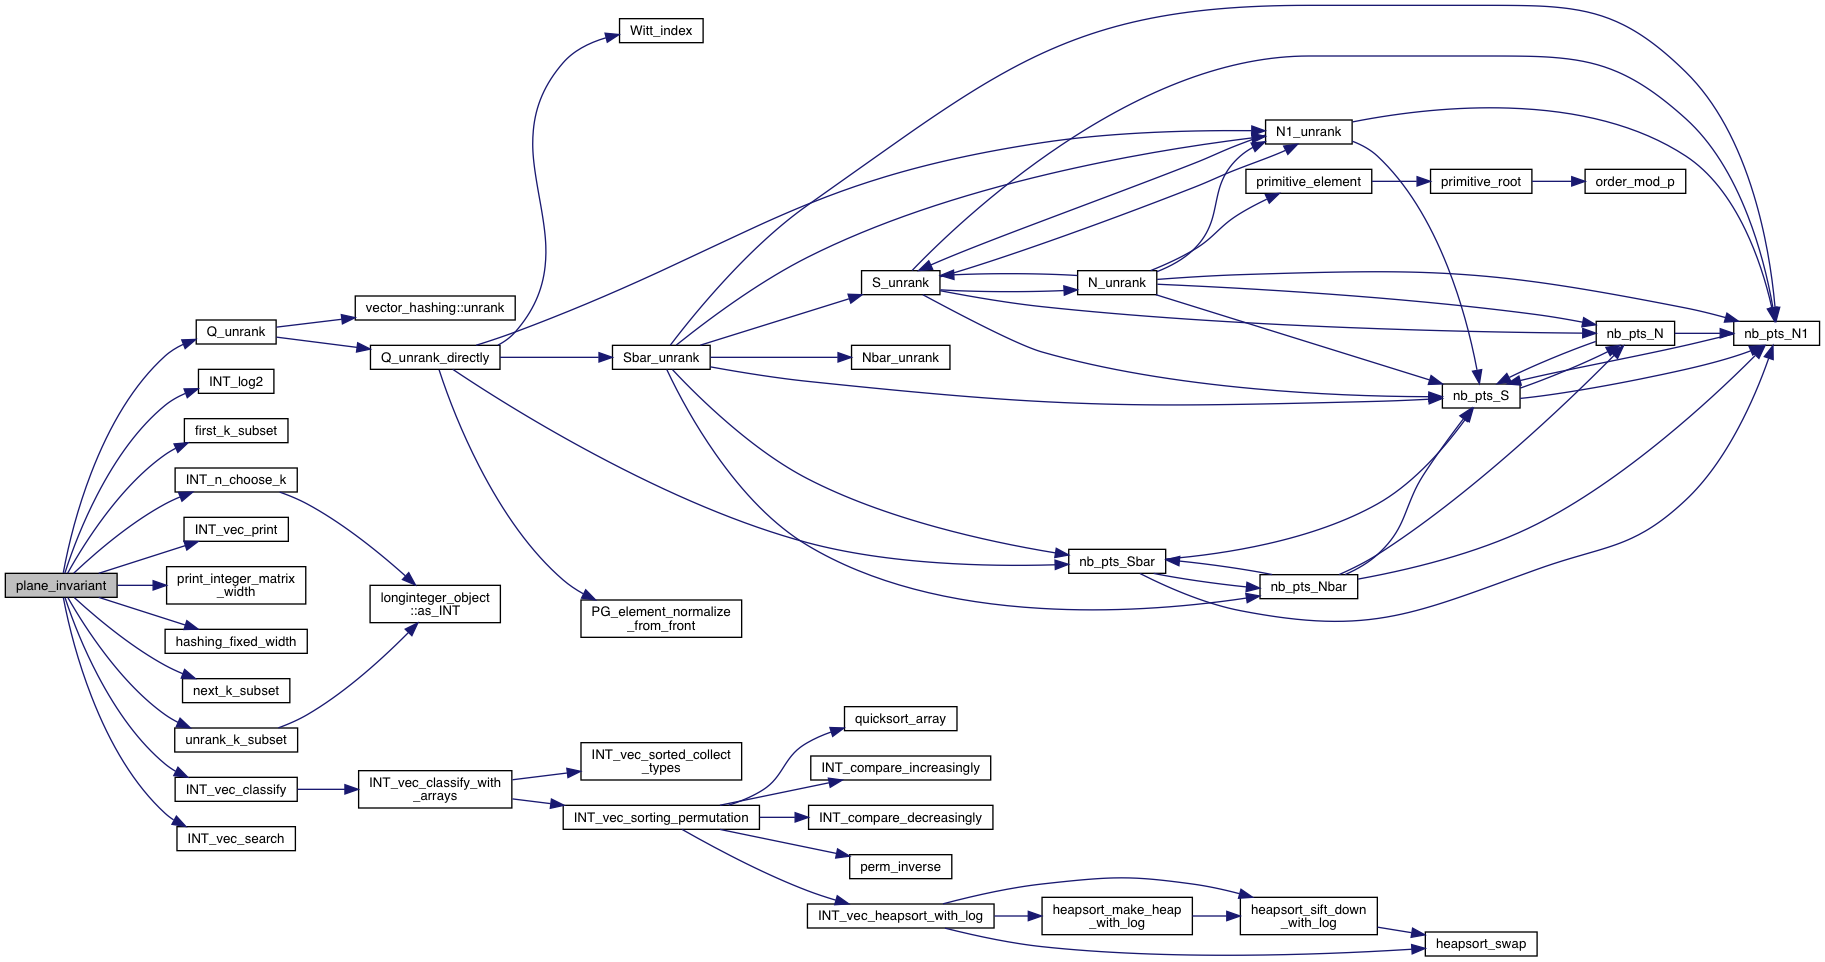 Witt_index
N1_unrank
primitive_element
primitive_root
order_mod_p
S_unrank
N_unrank
vector_hashing::unrank
Q_unrank
nb_pts_N
nb_pts_N1
Q_unrank_directly
Sbar_unrank
Nbar_unrank
INT_log2
nb_pts_S
first_k_subset
INT_n_choose_k
INT_vec_print
nb_pts_Sbar
plane_invariant
print_integer_matrix
_width
nb_pts_Nbar
longinteger_object
::as_INT
PG_element_normalize
_from_front
hashing_fixed_width
next_k_subset
quicksort_array
unrank_k_subset
INT_vec_sorted_collect
_types
INT_compare_increasingly
INT_vec_classify
INT_vec_classify_with
_arrays
INT_vec_sorting_permutation
INT_compare_decreasingly
INT_vec_search
perm_inverse
INT_vec_heapsort_with_log
heapsort_make_heap
_with_log
heapsort_sift_down
_with_log
heapsort_swap